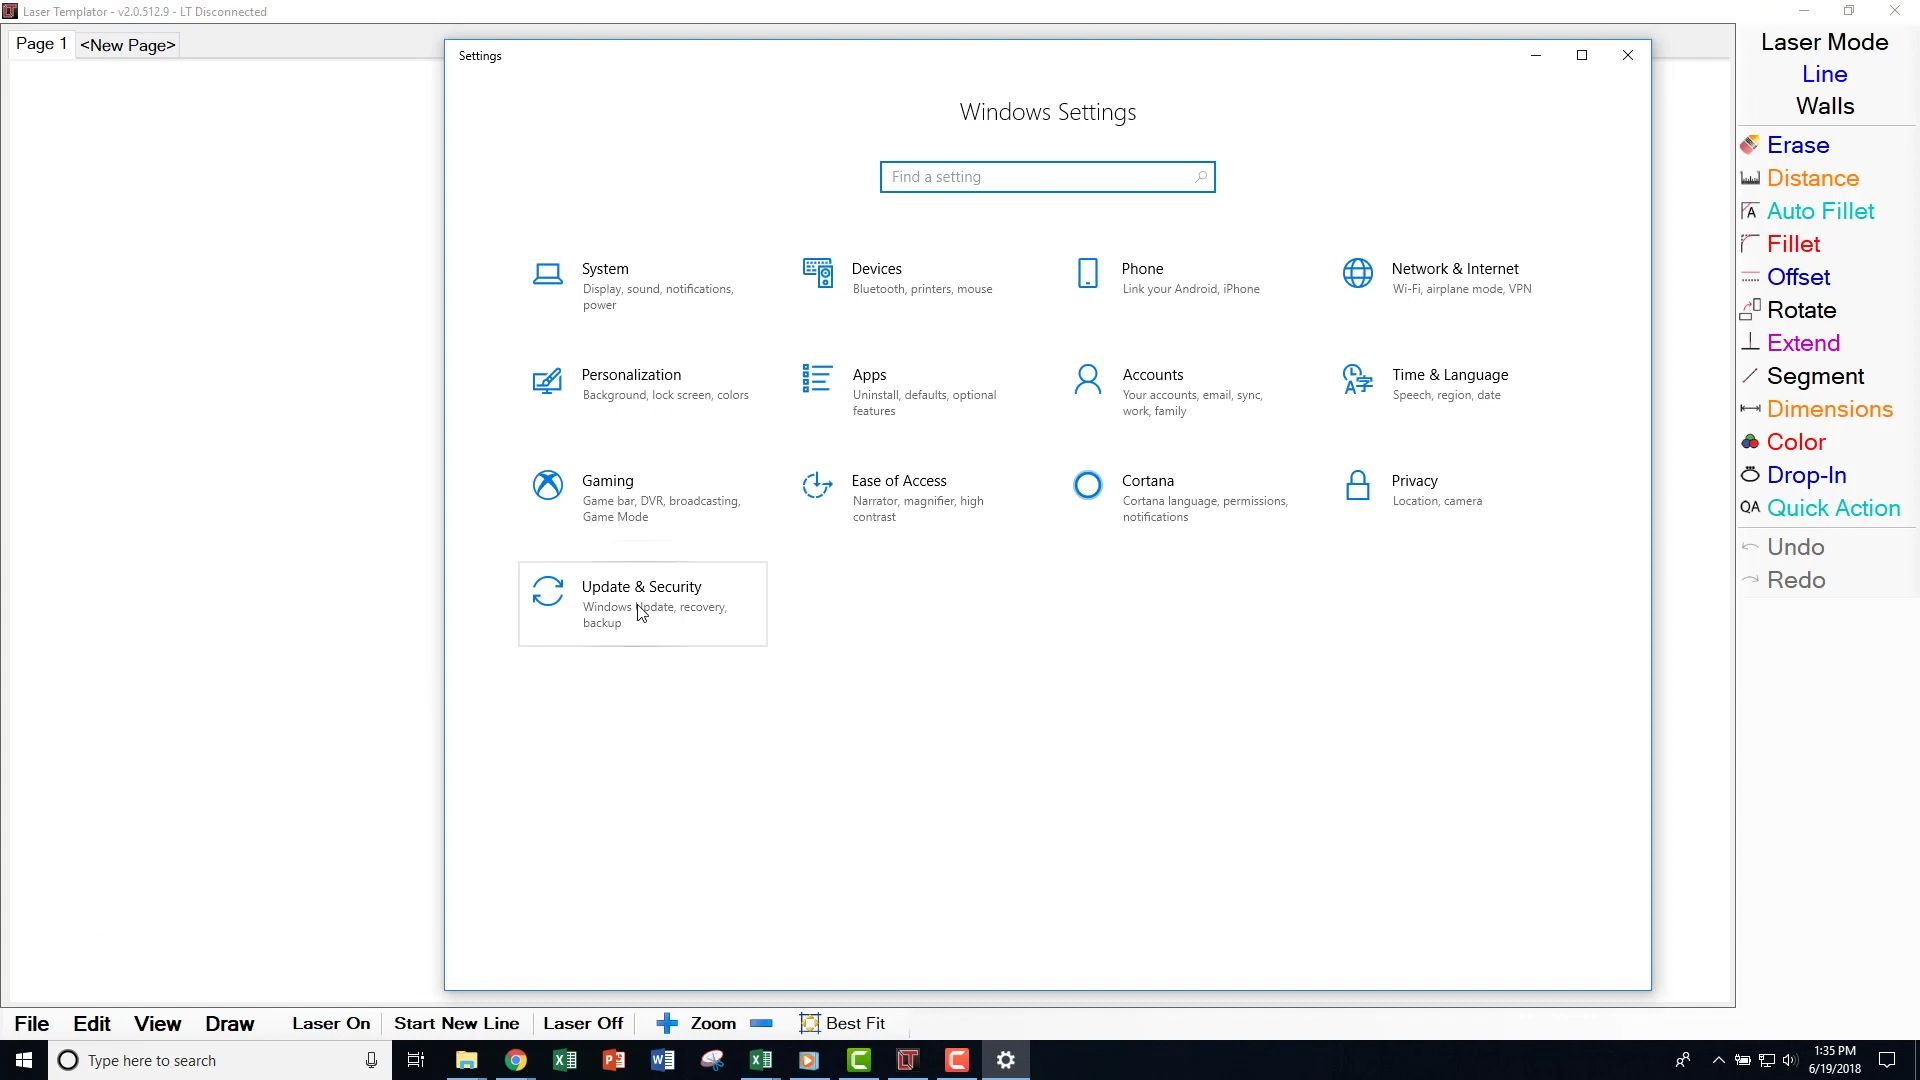 Laser Templator - v2.0.512.9 - LT Disconnected
Page 1
<New Page>
Settings
Windows Settings
Find a setting
System
Display, sound, notifications,
power
Devices
Bluetooth, printers, mouse
Phone
Link your Android, iPhone
Network & Internet
Wi-Fi, airplane mode, VPN
Personalization
Background, lock screen, colors
Apps
Uninstall, defaults, optional
features
Accounts
Your accounts, email, sync,
work, family
Time & Language
Speech, region, date
Gaming
Game bar, DVR, broadcasting,
Game Mode
Ease of Access
Narrator, magnifier, high
contrast
Cortana
Cortana language, permissions,
notifications
Privacy
Location, camera
Update & Security
Windows Update, recovery,
backup
Laser Mode
Line
Walls
Erase
Distance
Auto Fillet
Fillet
Offset
Rotate
Extend
Segment
Dimensions
Color
Drop-In
QA Quick Action
Undo
Redo
File Edit View Draw Laser On Start New Line Laser Off Zoom Best Fit
Type here to search
1:35 PM
6/19/2018